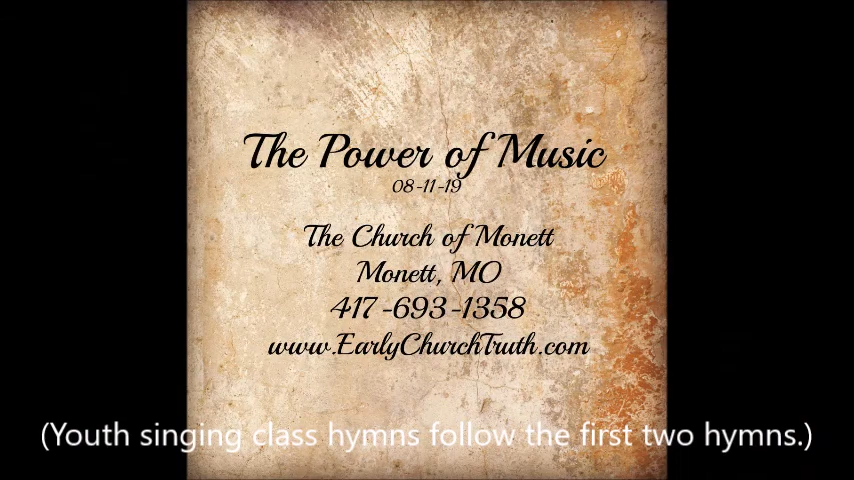 The Power of Music
08-11-19
The Church of Monett
Monett, MO
417-693-1358
www.EarlyChurchTruth.com
(Youth singing class hymns follow the first two hymns.)